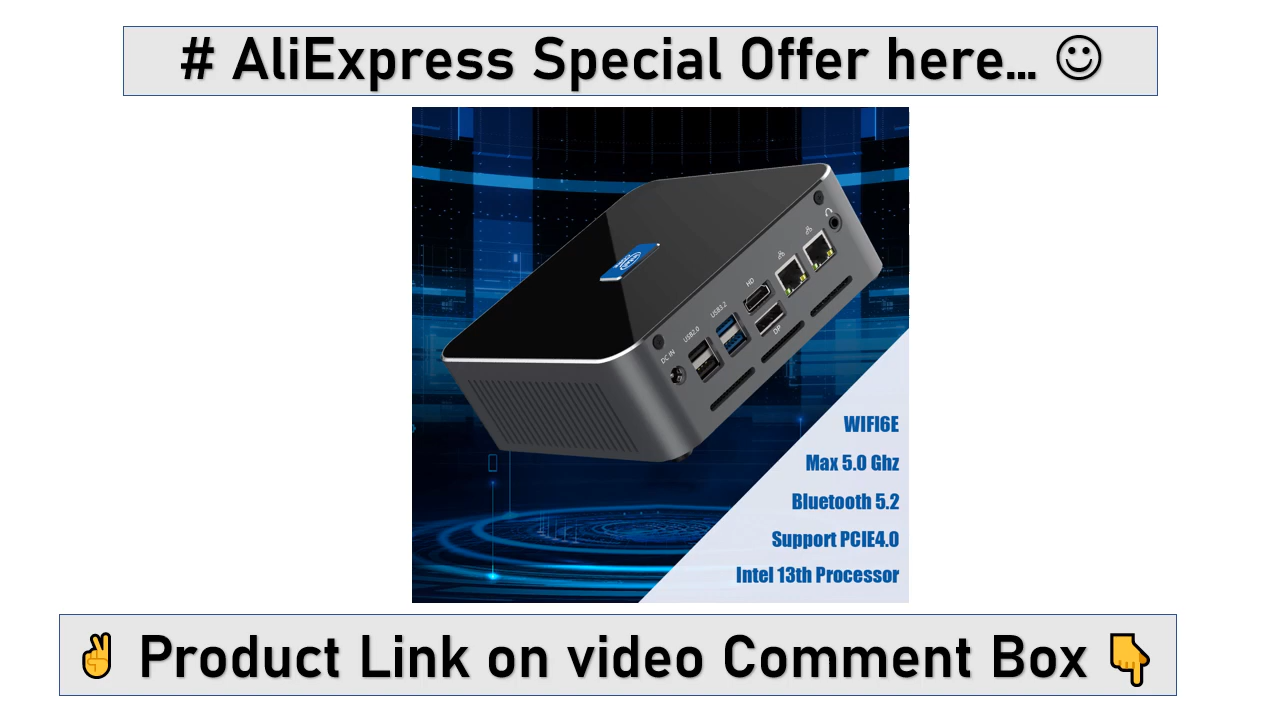 # AliExpress Special Offer here... ☺
DC IN
USB2.0
USB3.2
HD
DP
WIFI6E
Max 5.0 Ghz
Bluetooth 5.2
Support PCIE4.0
Intel 13th Processor
✌ Product Link on video Comment Box 👇